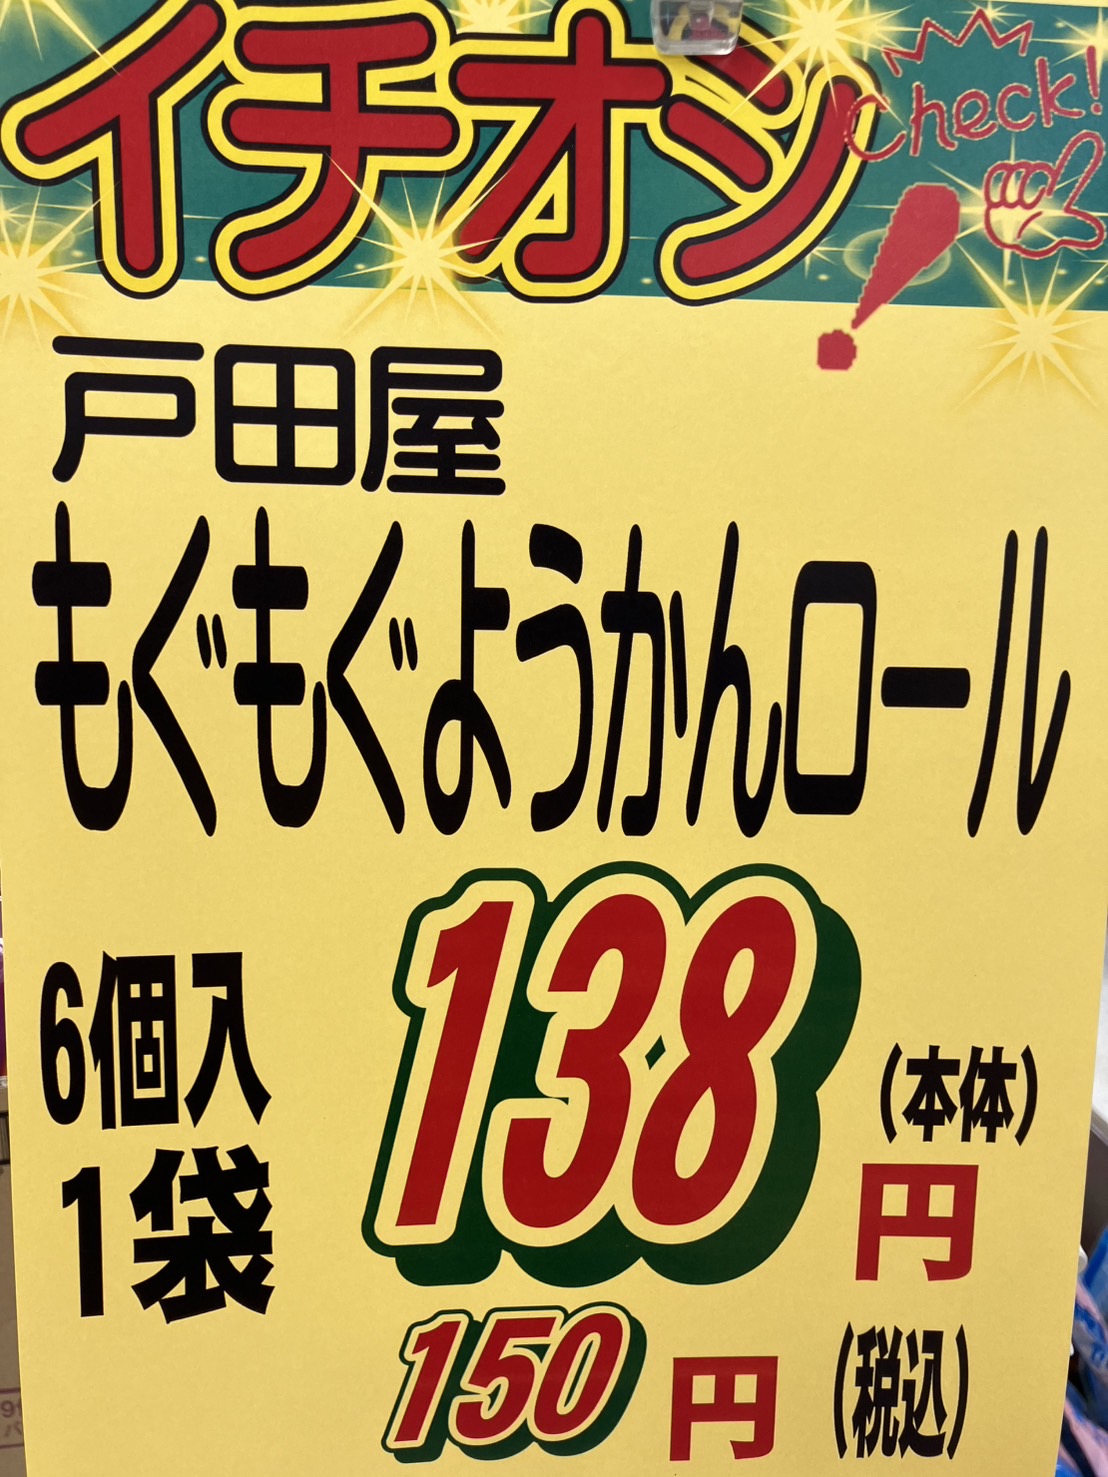 イチオシ
Check!
戸田屋
もぐもぐようかんロール
6個入
1袋
138
(本体)
円
150円(税込)